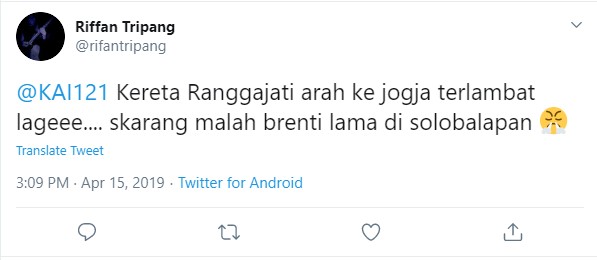 Riffan Tripang
@rifantripang
@KAI121 Kereta Ranggajati arah ke jogja terlambat
lageee.... skarang malah brenti lama di solobalapan 😤
Translate Tweet
3:09 PM · Apr 15, 2019 · Twitter for Android